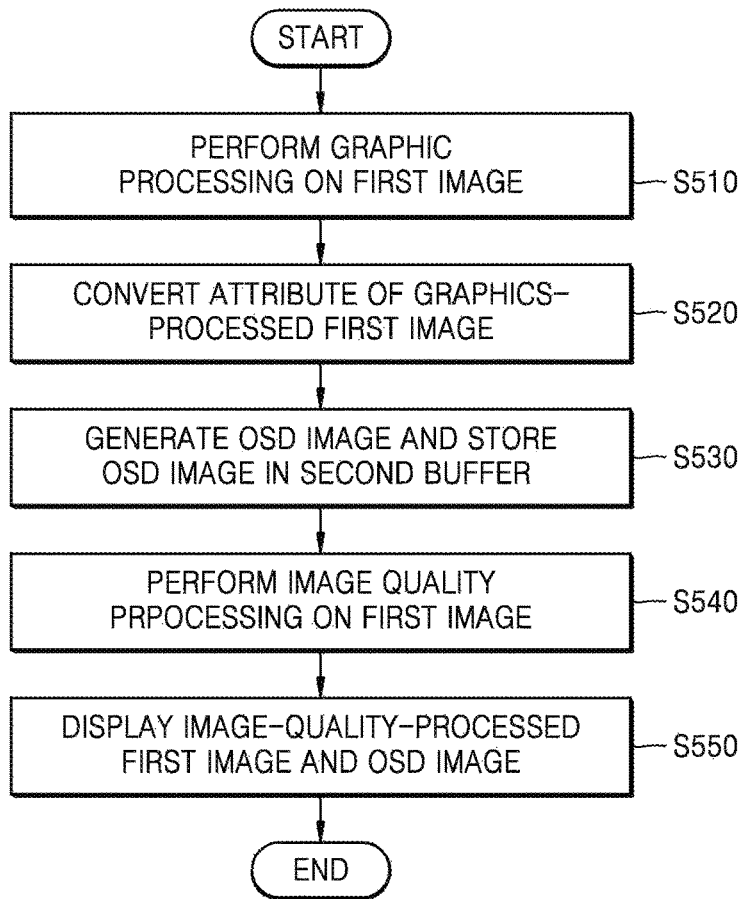 START
PERFORM GRAPHIC
PROCESSING ON FIRST IMAGE
S510
CONVERT ATTRIBUTE OF GRAPHICS-
PROCESSED FIRST IMAGE
S520
GENERATE OSD IMAGE AND STORE
OSD IMAGE IN SECOND BUFFER
S530
PERFORM IMAGE QUALITY
PRPOCESSING ON FIRST IMAGE
S540
DISPLAY IMAGE-QUALITY-PROCESSED
FIRST IMAGE AND OSD IMAGE
S550
END